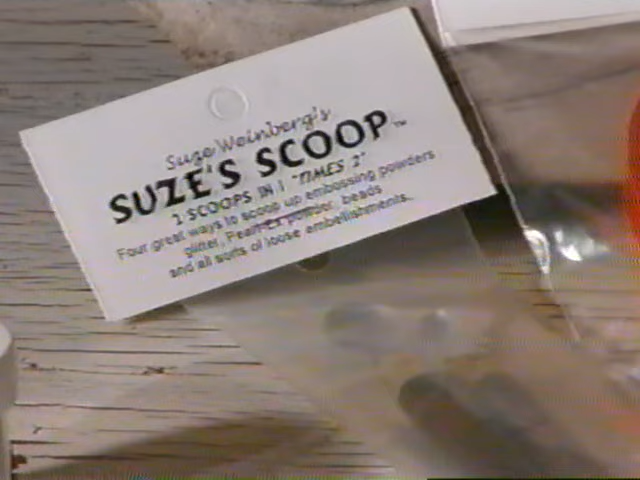 Suze Weinberg's
SUZE'S SCOOP™
2 SCOOPS IN 1 "TIMES 2"
Four great ways to scoop up embossing powders
glitter, Pearl-Ex powder, beads
and all sorts of loose embellishments.